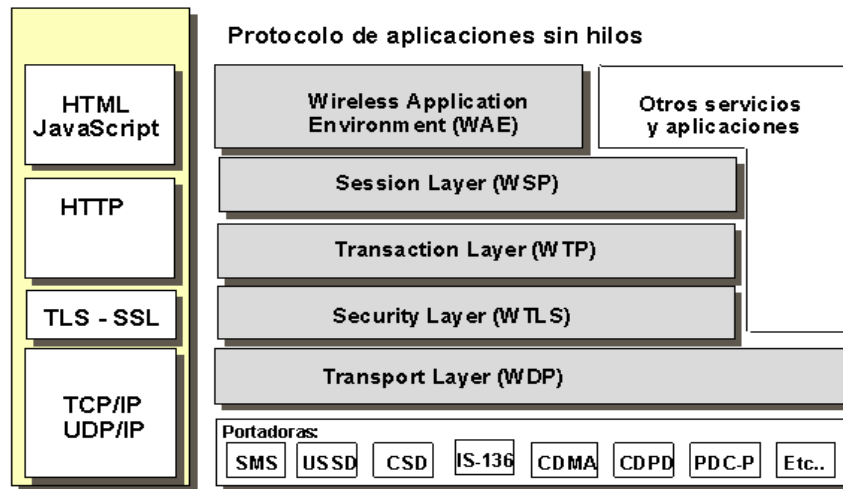 Protocolo de aplicaciones sin hilos
HTML
JavaScript
HTTP
TLS - SSL
TCP/IP
UDP/IP
Wireless Application
Environment (WAE)
Otros servicios
y aplicaciones
Session Layer (WSP)
Transaction Layer (WTP)
Security Layer (WTLS)
Transport Layer (WDP)
Portadoras:
SMS USSD CSD IS-136 CDMA CDPD PDC-P Etc..